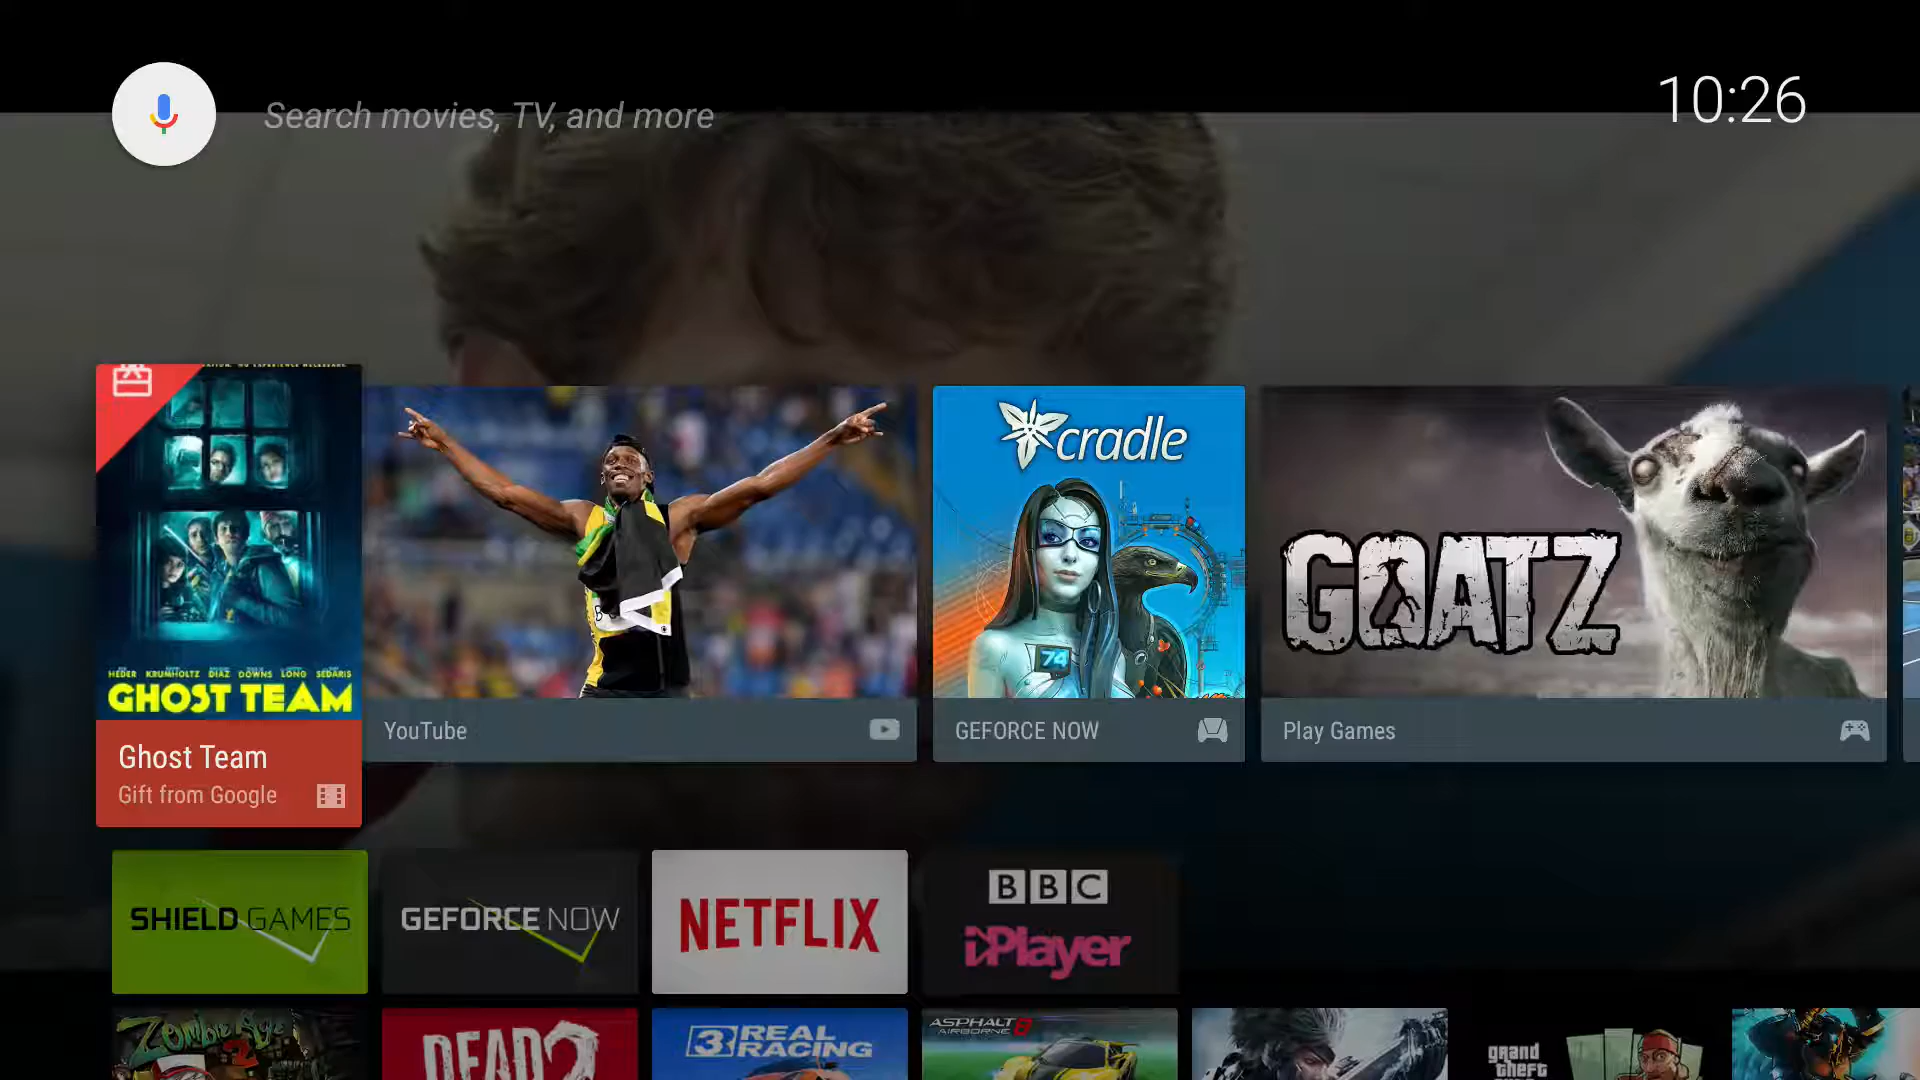 Search movies, TV, and more
10:26
HEDER KRUMHOLTZ DIAZ DOWNS LONG SEDARIS
GHOST TEAM
Ghost Team
Gift from Google
YouTube
cradle
74
GEFORCE NOW
GOATZ
Play Games
SHIELD GAMES
GEFORCE NOW
NETFLIX
BBC
iPlayer
Zombie Age
2
DEAD 2
3 REAL
RACING
ASPHALT 8
AIRBORNE
grand
theft